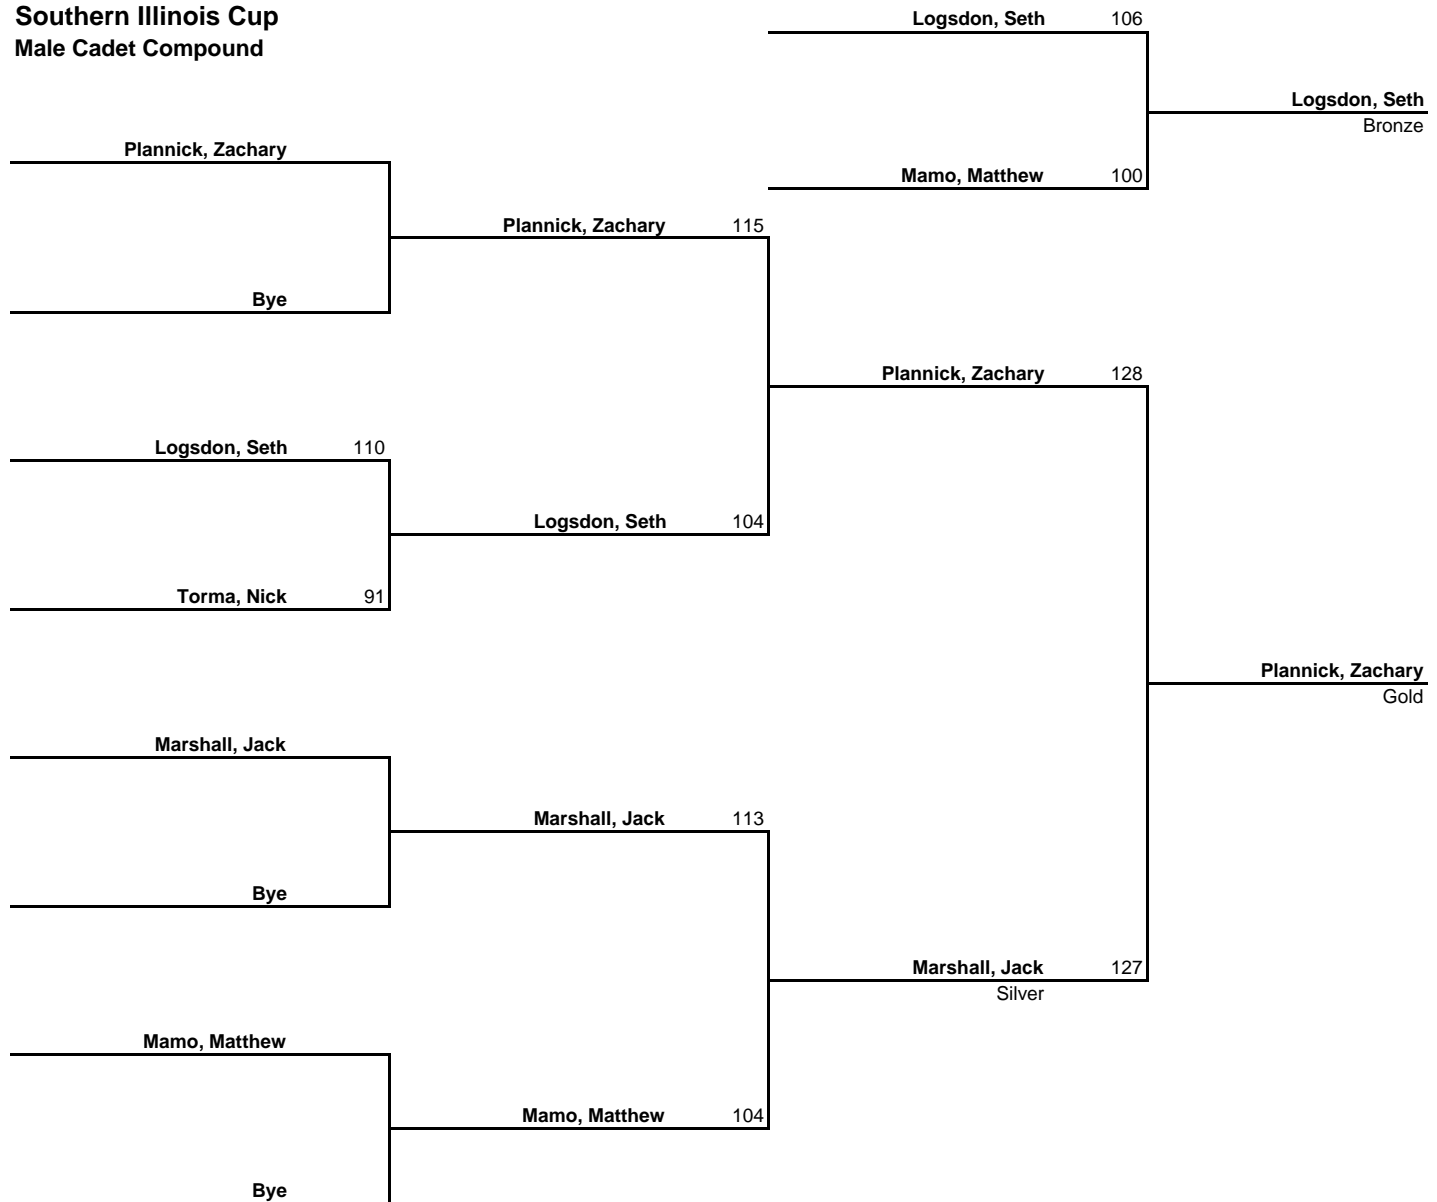 Southern Illinois Cup
Male Cadet Compound
Logsdon, Seth 106
Logsdon, Seth
Bronze
Plannick, Zachary
Mamo, Matthew 100
Plannick, Zachary 115
Bye
Plannick, Zachary 128
Logsdon, Seth 110
Logsdon, Seth 104
Torma, Nick 91
Plannick, Zachary
Gold
Marshall, Jack
Marshall, Jack 113
Bye
Marshall, Jack 127
Silver
Mamo, Matthew
Mamo, Matthew 104
Bye